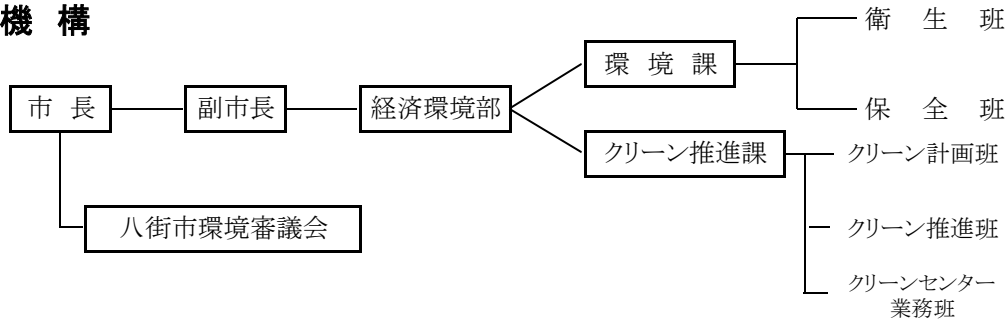 機 構
衛 生 班
環 境 課
市 長
副市長
経済環境部
保 全 班
クリーン推進課
クリーン計画班
八街市環境審議会
クリーン推進班
クリーンセンター
業務班